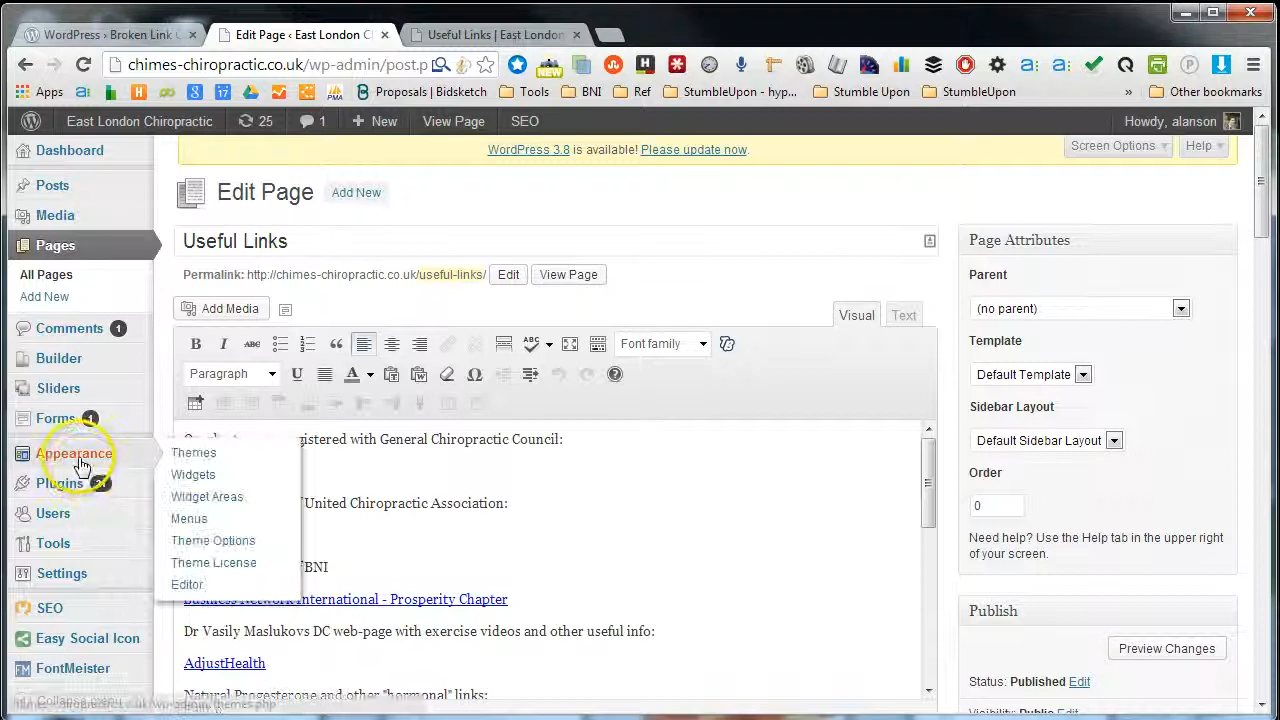 WordPress › Broken Link
Edit Page ‹ East London C
Useful Links | East London
chimes-chiropractic.co.uk/wp-admin/post.p
Apps
Proposals | Bidsketch
Tools
BNI
Ref
StumbleUpon - hyp...
Stumble Upon
StumbleUpon
»
Other bookmarks
East London Chiropractic
25
1
New
View Page
SEO
Howdy, alanson
Dashboard
WordPress 3.8 is available! Please update now.
Screen Options
Help
Posts
Edit Page
Add New
Media
Pages
Useful Links
Page Attributes
All Pages
Permalink: http://chimes-chiropractic.co.uk/useful-links/
Edit
View Page
Parent
Add New
Add Media
(no parent)
Comments 1
Visual
Text
Template
Builder
Font family
Paragraph
Default Template
Sliders
Sidebar Layout
Forms 1
gistered with General Chiropractic Council:
Default Sidebar Layout
Appearance
Themes
Widgets
Order
Plugins
Widget Areas
United Chiropractic Association:
0
Users
Menus
Need help? Use the Help tab in the upper right
of your screen.
Tools
Theme Options
Theme License
BNI
Settings
Editor
Business Network International - Prosperity Chapter
Publish
SEO
Dr Vasily Maslukovs DC web-page with exercise videos and other useful info:
Easy Social Icon
Preview Changes
AdjustHealth
FontMeister
Status: Published Edit
Natural Progesterone and other "hormonal" links:
Collapse menu
Visibility: Public Edit